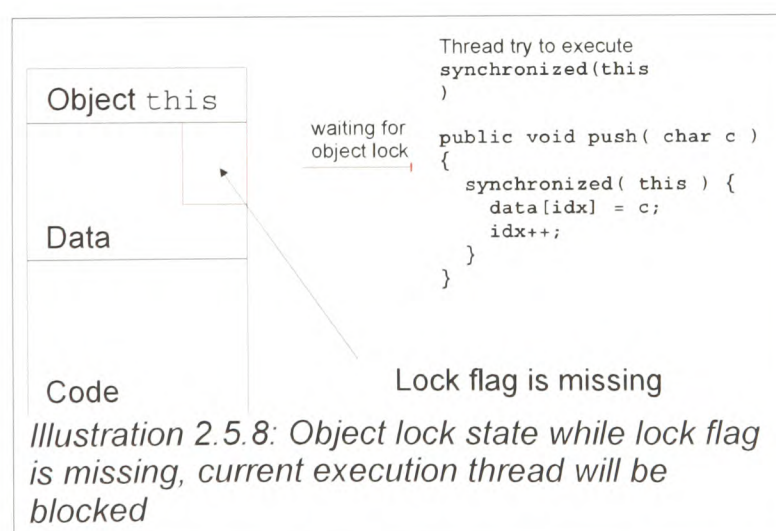 Object this
Data
Code
waiting for
object lock
Thread try to execute
synchronized(this
)
public void push( char c )
{
synchronized( this ) {
data[idx] = c;
idx++;
}
}
Lock flag is missing
Illustration 2.5.8: Object lock state while lock flag
is missing, current execution thread will be
blocked